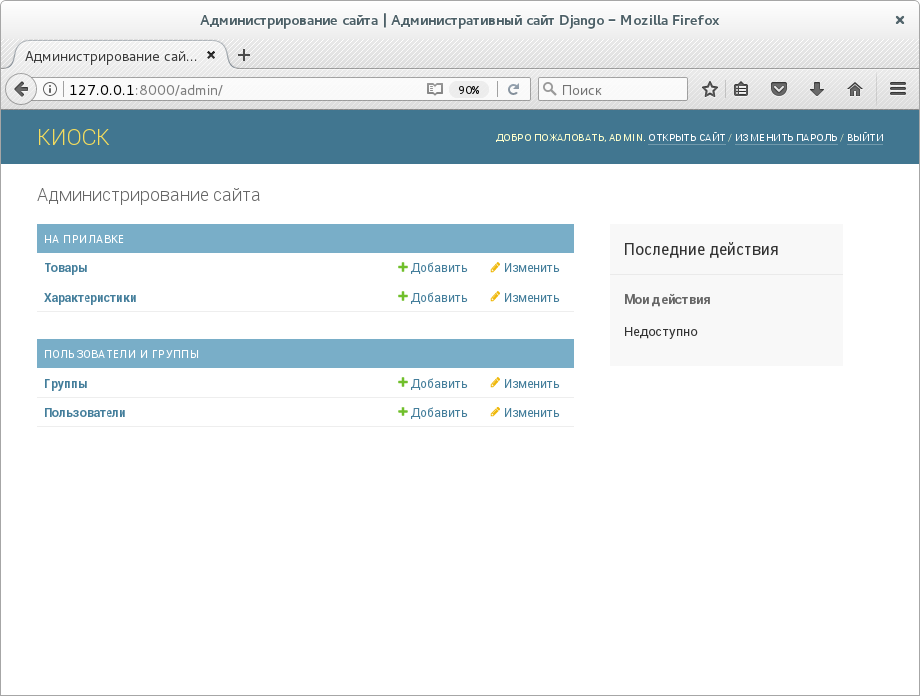 Администрирование сайта | Административный сайт Django – Mozilla Firefox
Администрирование сай...
127.0.0.1:8000/admin/
90%
Поиск
КИОСК
ДОБРО ПОЖАЛОВАТЬ, ADMIN. ОТКРЫТЬ САЙТ / ИЗМЕНИТЬ ПАРОЛЬ / ВЫЙТИ
Администрирование сайта
НА ПРИЛАВКЕ
Товары Добавить Изменить
Характеристики Добавить Изменить
ПОЛЬЗОВАТЕЛИ И ГРУППЫ
Группы Добавить Изменить
Пользователи Добавить Изменить
Последние действия
Мои действия
Недоступно